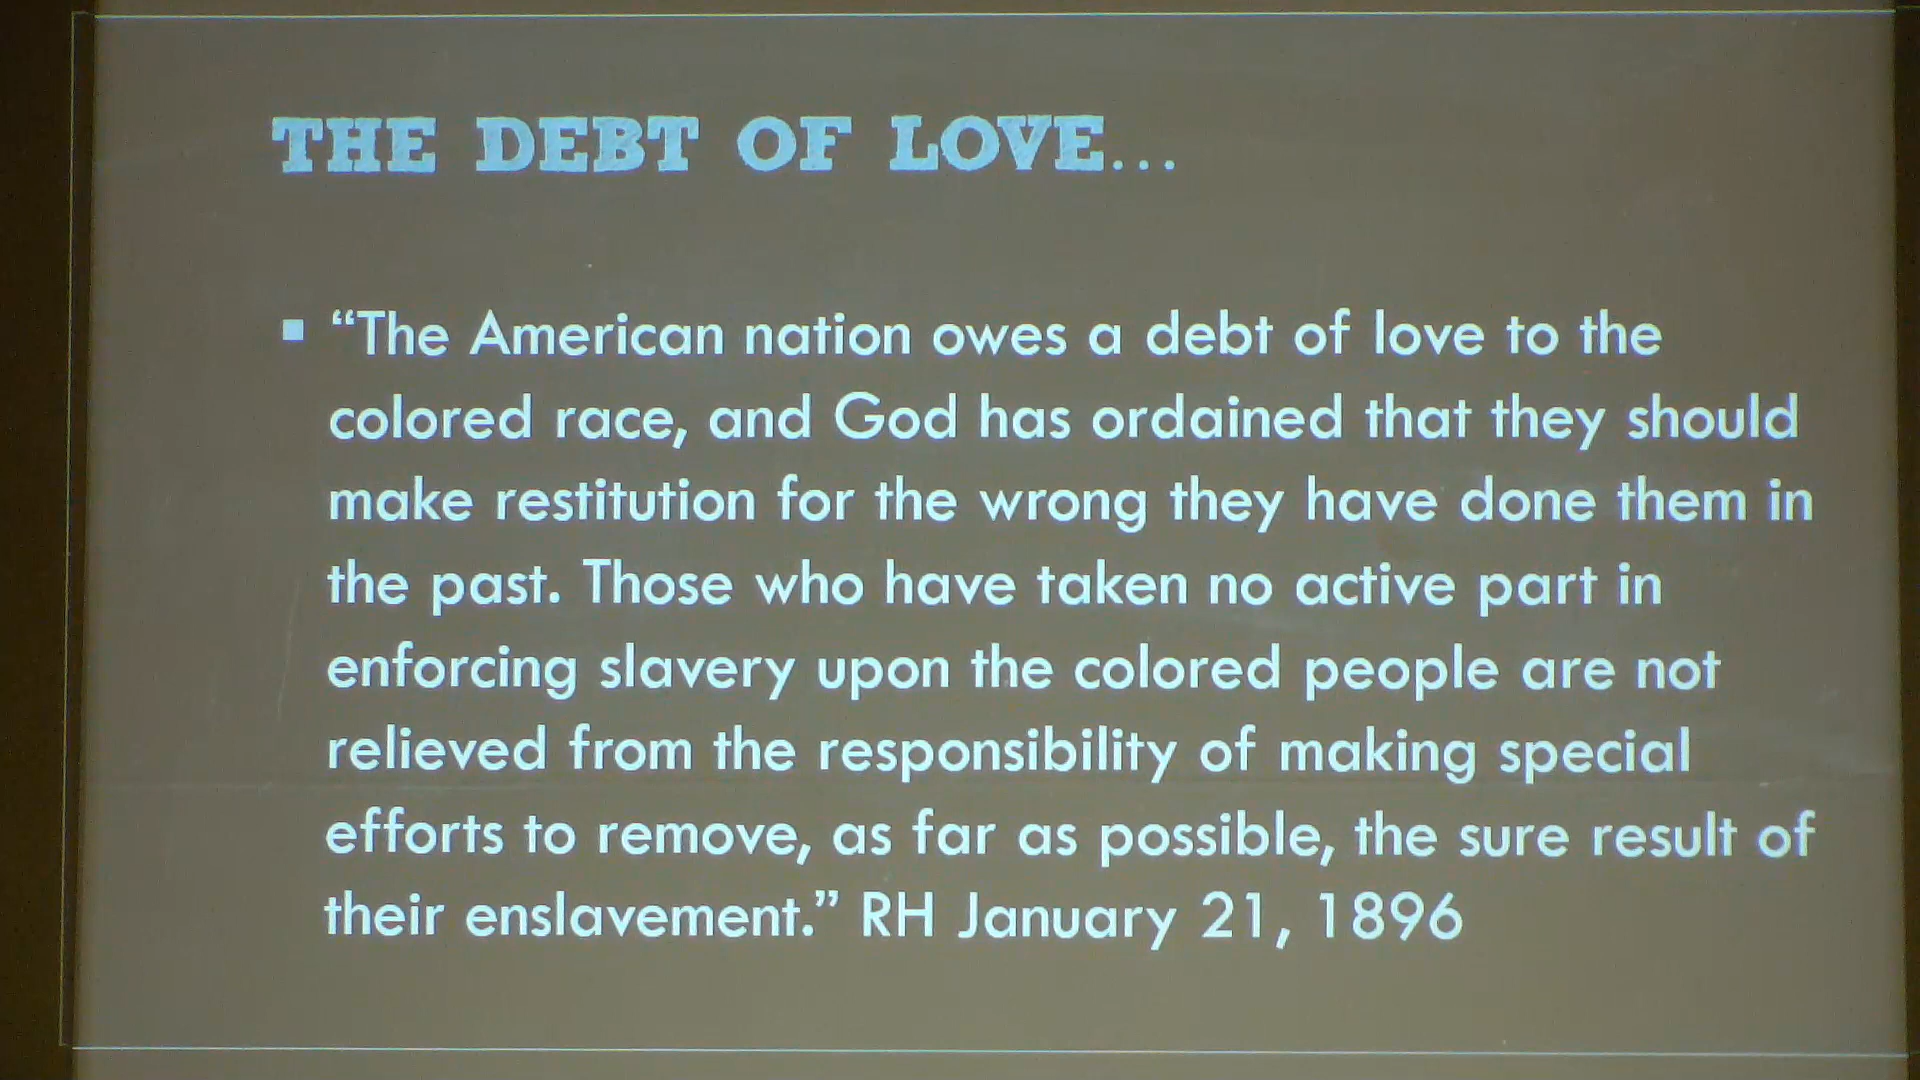 THE DEBT OF LOVE...
▪ “The American nation owes a debt of love to the
colored race, and God has ordained that they should
make restitution for the wrong they have done them in
the past. Those who have taken no active part in
enforcing slavery upon the colored people are not
relieved from the responsibility of making special
efforts to remove, as far as possible, the sure result of
their enslavement.” RH January 21, 1896